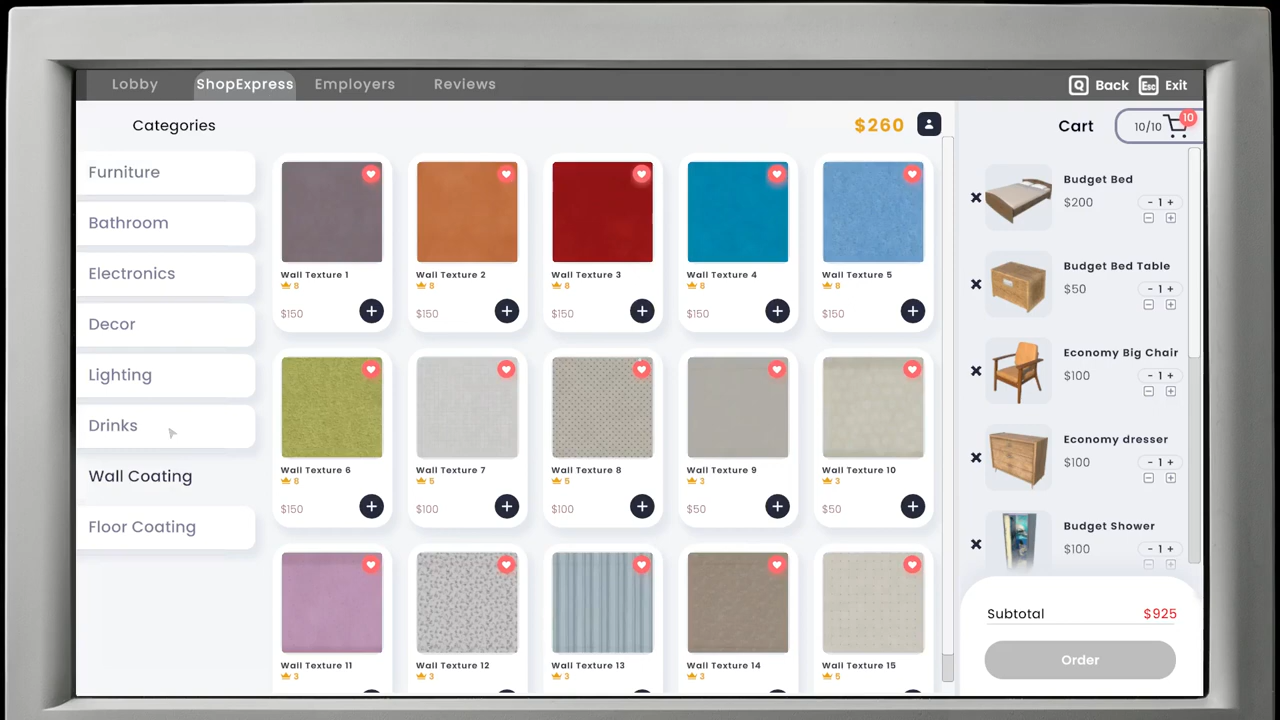 Lobby
ShopExpress
Employers
Reviews
Q Back
Esc Exit
Categories
$260
Cart
10/10
10
Furniture
Bathroom
Electronics
Decor
Lighting
Drinks
Wall Coating
Floor Coating
Wall Texture 1
8
$150
Wall Texture 2
8
$150
Wall Texture 3
8
$150
Wall Texture 4
8
$150
Wall Texture 5
8
$150
Wall Texture 6
8
$150
Wall Texture 7
5
$100
Wall Texture 8
5
$100
Wall Texture 9
3
$50
Wall Texture 10
3
$50
Wall Texture 11
3
Wall Texture 12
3
Wall Texture 13
3
Wall Texture 14
3
Wall Texture 15
5
Budget Bed
$200
- 1 +
Budget Bed Table
$50
- 1 +
Economy Big Chair
$100
- 1 +
Economy dresser
$100
- 1 +
Budget Shower
$100
- 1 +
Subtotal
$925
Order